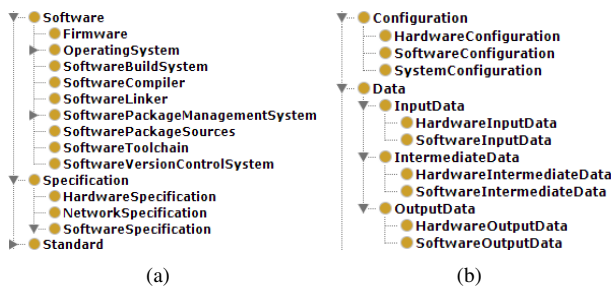 Software
Firmware
OperatingSystem
SoftwareBuildSystem
SoftwareCompiler
SoftwareLinker
SoftwarePackageManagementSystem
SoftwarePackageSources
SoftwareToolchain
SoftwareVersionControlSystem
Specification
HardwareSpecification
NetworkSpecification
SoftwareSpecification
Standard
(a)
Configuration
HardwareConfiguration
SoftwareConfiguration
SystemConfiguration
Data
InputData
HardwareInputData
SoftwareInputData
IntermediateData
HardwareIntermediateData
SoftwareIntermediateData
OutputData
HardwareOutputData
SoftwareOutputData
(b)